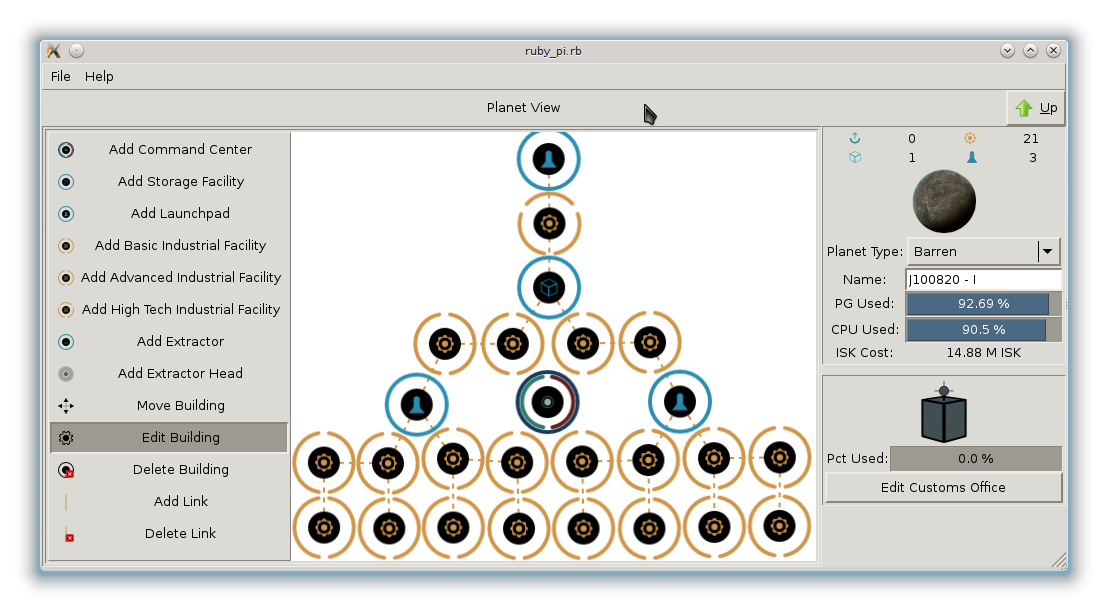 ruby_pi.rb
File Help
Planet View
Up
Add Command Center
Add Storage Facility
Add Launchpad
Add Basic Industrial Facility
Add Advanced Industrial Facility
Add High Tech Industrial Facility
Add Extractor
Add Extractor Head
Move Building
Edit Building
Delete Building
Add Link
Delete Link
0 21
1 3
Planet Type: Barren
Name: J100820 - I
PG Used: 92.69 %
CPU Used: 90.5 %
ISK Cost: 14.88 M ISK
Pct Used: 0.0 %
Edit Customs Office